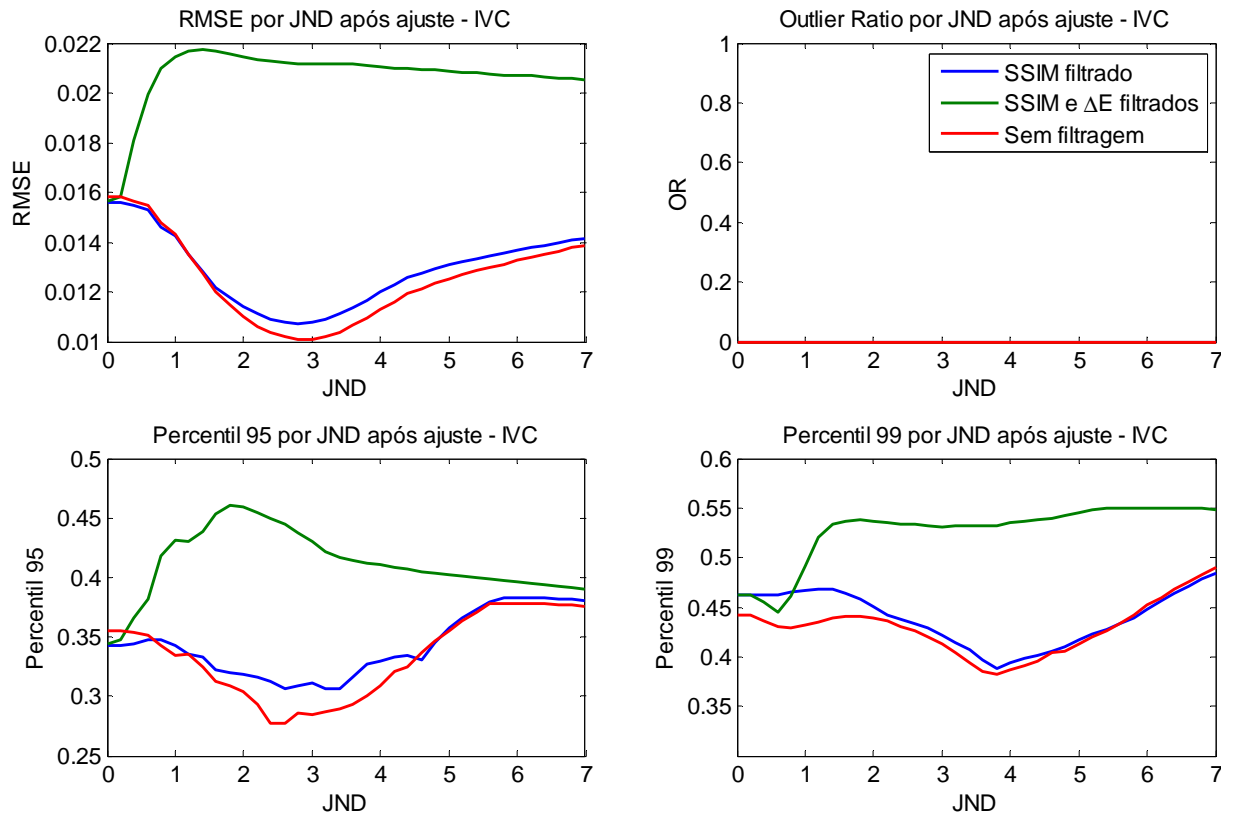 RMSE por JND após ajuste - IVC
0.022
0.02
0.018
0.016
0.014
0.012
0.01
RMSE
0 1 2 3 4 5 6 7
JND
Outlier Ratio por JND após ajuste - IVC
1
0.8
0.6
0.4
0.2
0
OR
SSIM filtrado
SSIM e ΔE filtrados
Sem filtragem
0 1 2 3 4 5 6 7
JND
Percentil 95 por JND após ajuste - IVC
0.5
0.45
0.4
0.35
0.3
0.25
Percentil 95
0 1 2 3 4 5 6 7
JND
Percentil 99 por JND após ajuste - IVC
0.6
0.55
0.5
0.45
0.4
0.35
Percentil 99
0 1 2 3 4 5 6 7
JND